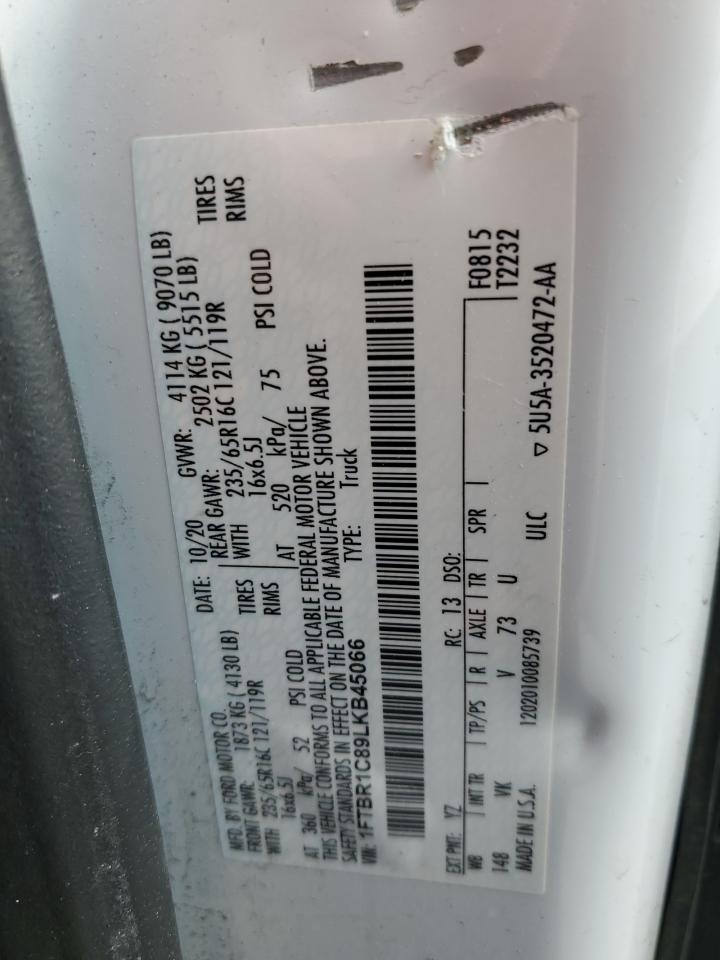 MFD. BY FORD MOTOR CO. DATE: 10/20 GVWR: 4114 KG ( 9070 LB)
FRONT GAWR: 1873 KG ( 4130 LB) REAR GAWR: 2502 KG ( 5515 LB)
WITH 235/65R16C 121/119R TIRES WITH 235/65R16C 121/119R TIRES
16x6.5J RIMS 16x6.5J RIMS
AT 360 kPa/ 52 PSI COLD AT 520 kPa/ 75 PSI COLD
THIS VEHICLE CONFORMS TO ALL APPLICABLE FEDERAL MOTOR VEHICLE
SAFETY STANDARDS IN EFFECT ON THE DATE OF MANUFACTURE SHOWN ABOVE.
VIN: 1FTBR1C89LKB45066 TYPE: Truck
EXT PNT: YZ RC: 13 DSO: F0815
WB INT TR TP/PS R AXLE TR SPR T2232
148 VK V 73 U
MADE IN U.S.A. 1202010085739 ULC ▽ 5U5A-3520472-AA